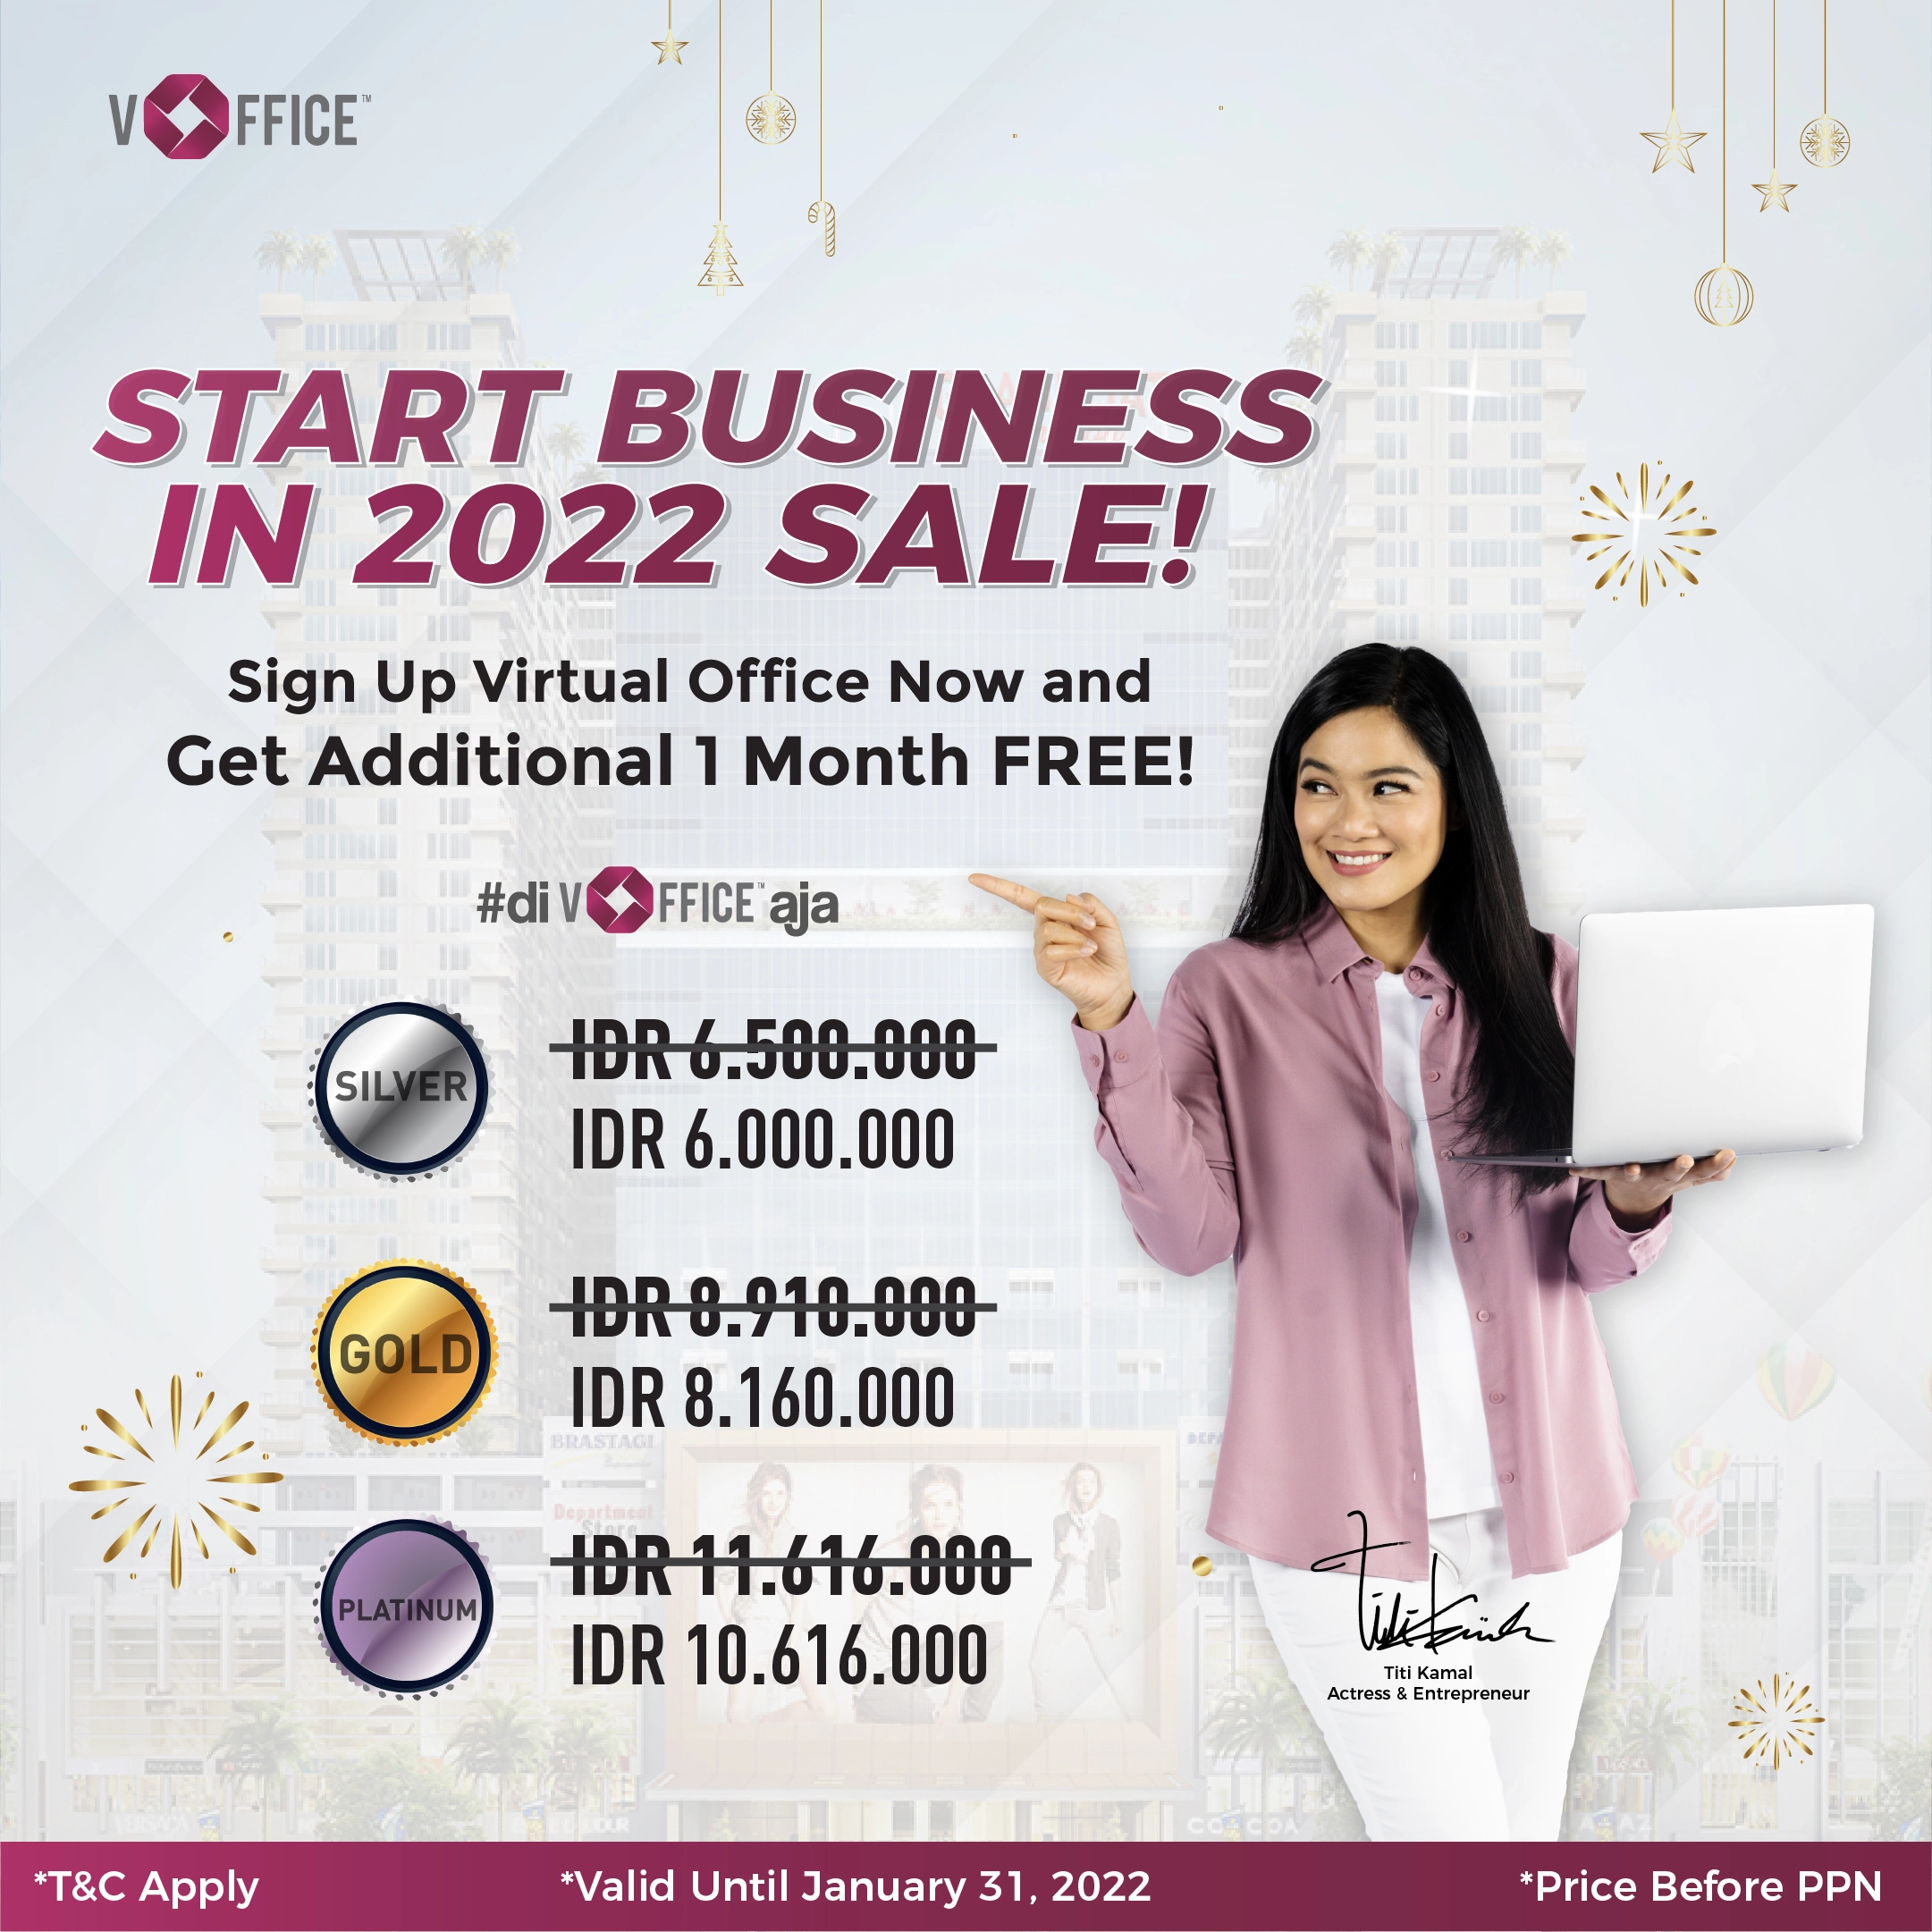 VOFFICE™
START BUSINESS
IN 2022 SALE!
Sign Up Virtual Office Now and
Get Additional 1 Month FREE!
#di VOFFICE™ aja
SILVER
IDR 6.500.000
IDR 6.000.000
GOLD
IDR 8.910.000
IDR 8.160.000
BRASTAGI
Department
Store
PLATINUM
IDR 11.616.000
IDR 10.616.000
Titi Kamal
Actress & Entrepreneur
*T&C Apply
*Valid Until January 31, 2022
*Price Before PPN